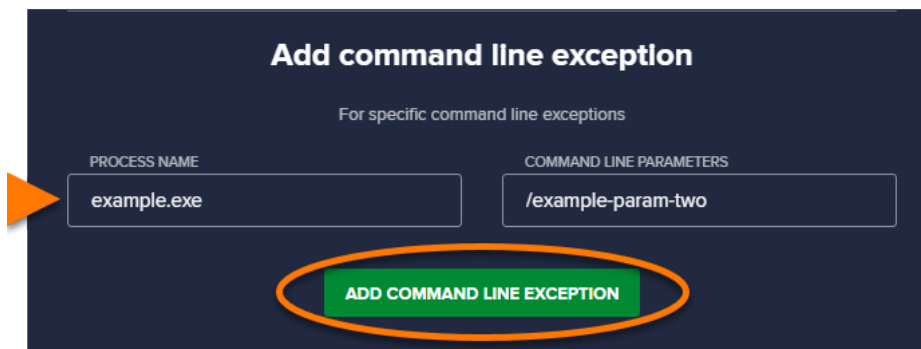 Add command line exception
For specific command line exceptions
PROCESS NAME
COMMAND LINE PARAMETERS
example.exe
/example-param-two
ADD COMMAND LINE EXCEPTION